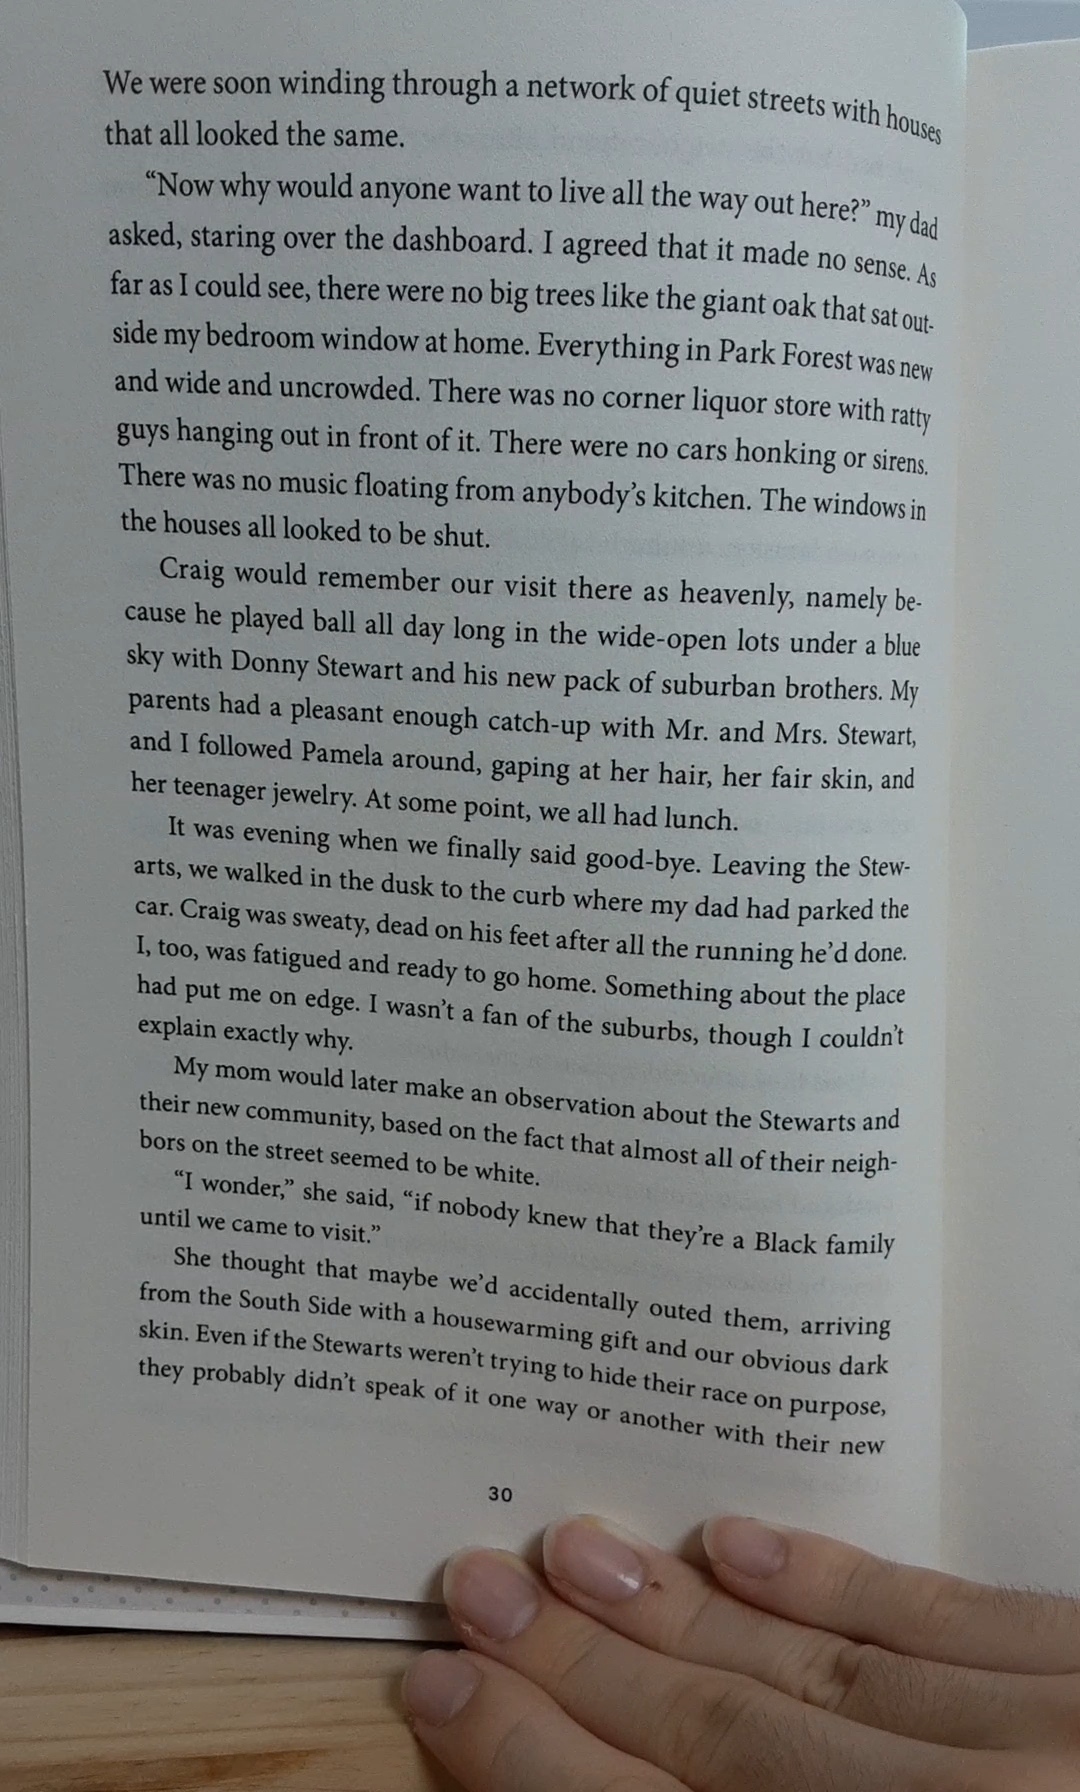 We were soon winding through a network of quiet streets with houses
that all looked the same.
“Now why would anyone want to live all the way out here?” my dad
asked, staring over the dashboard. I agreed that it made no sense. As
far as I could see, there were no big trees like the giant oak that sat out-
side my bedroom window at home. Everything in Park Forest was new
and wide and uncrowded. There was no corner liquor store with ratty
guys hanging out in front of it. There were no cars honking or sirens.
There was no music floating from anybody’s kitchen. The windows in
the houses all looked to be shut.
Craig would remember our visit there as heavenly, namely be-
cause he played ball all day long in the wide-open lots under a blue
sky with Donny Stewart and his new pack of suburban brothers. My
parents had a pleasant enough catch-up with Mr. and Mrs. Stewart,
and I followed Pamela around, gaping at her hair, her fair skin, and
her teenager jewelry. At some point, we all had lunch.
It was evening when we finally said good-bye. Leaving the Stew-
arts, we walked in the dusk to the curb where my dad had parked the
car. Craig was sweaty, dead on his feet after all the running he’d done.
I, too, was fatigued and ready to go home. Something about the place
had put me on edge. I wasn’t a fan of the suburbs, though I couldn’t
explain exactly why.
My mom would later make an observation about the Stewarts and
their new community, based on the fact that almost all of their neigh-
bors on the street seemed to be white.
“I wonder,” she said, “if nobody knew that they’re a Black family
until we came to visit.”
She thought that maybe we’d accidentally outed them, arriving
from the South Side with a housewarming gift and our obvious dark
skin. Even if the Stewarts weren’t trying to hide their race on purpose,
they probably didn’t speak of it one way or another with their new
30